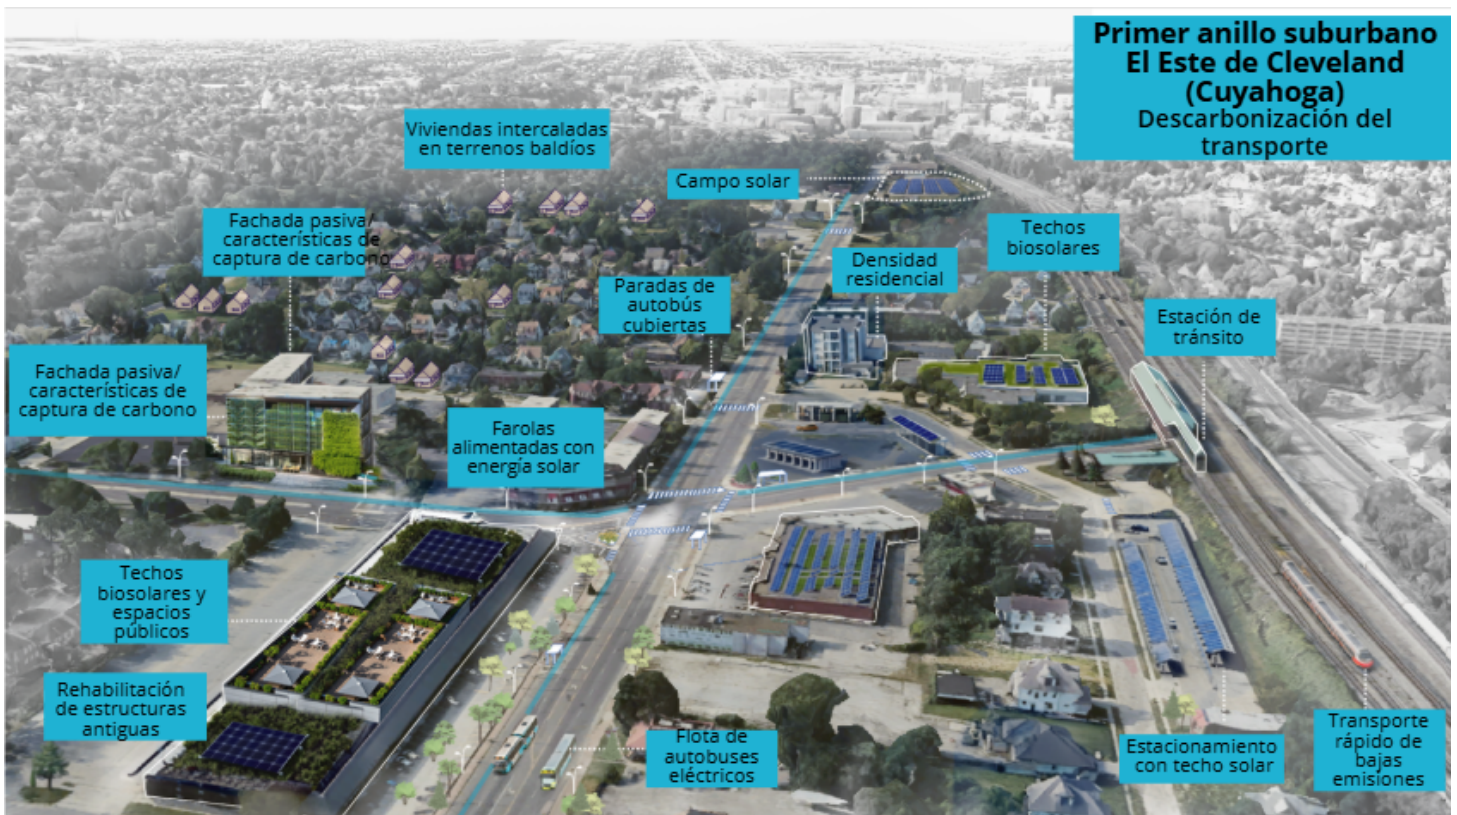 Primer anillo suburbano
El Este de Cleveland
(Cuyahoga)
Descarbonización del
transporte
Viviendas intercaladas
en terrenos baldíos
Campo solar
Fachada pasiva/
características de
captura de carbono
Techos
biosolares
Densidad
residencial
Paradas de
autobús
cubiertas
Estación de
tránsito
Fachada pasiva/
características de
captura de carbono
Farolas
alimentadas con
energía solar
Techos
biosolares y
espacios
públicos
Rehabilitación
de estructuras
antiguas
Flota de
autobuses
eléctricos
Estacionamiento
con techo solar
Transporte
rápido de
bajas
emisiones